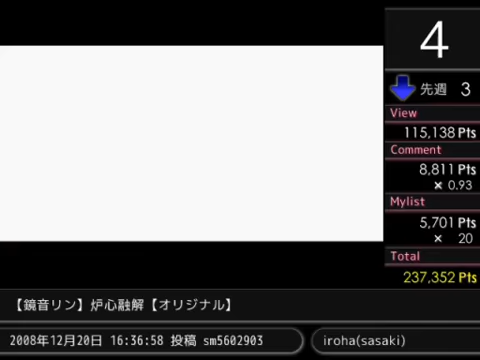 4
先週 3
View
115,138 Pts
Comment
8,811 Pts
× 0.93
Mylist
5,701 Pts
× 20
Total
237,352 Pts
【鏡音リン】炉心融解【オリジナル】
2008年12月20日 16:36:58 投稿 sm5602903
iroha(sasaki)